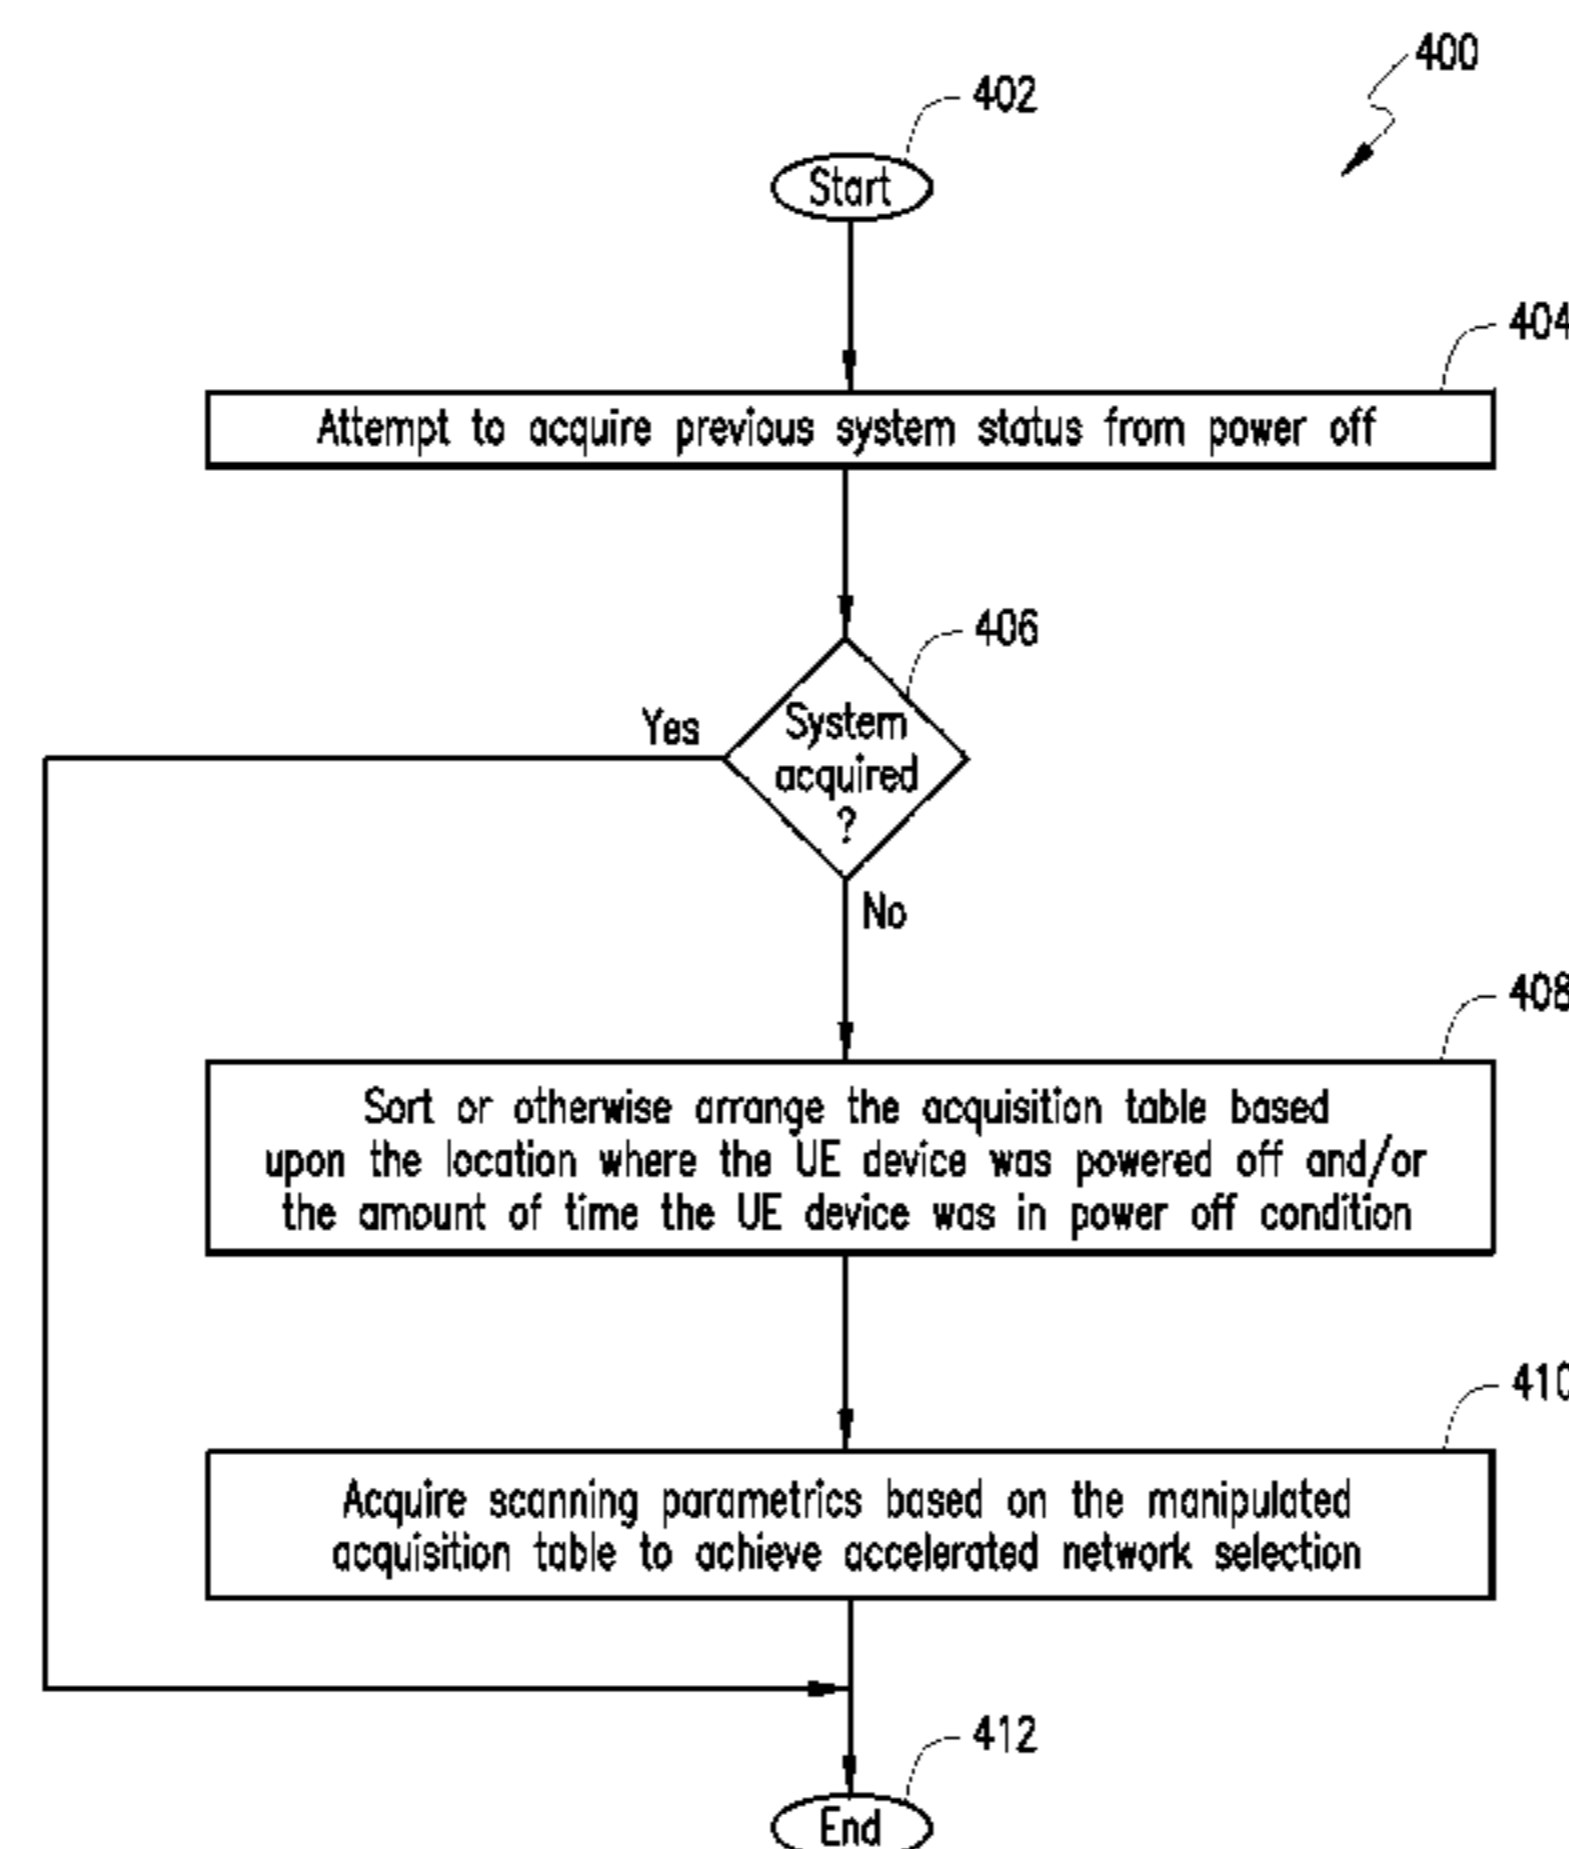 400
402
Start
404
Attempt to acquire previous system status from power off
406
System
acquired
?
Yes
No
408
Sort or otherwise arrange the acquisition table based
upon the location where the UE device was powered off and/or
the amount of time the UE device was in power off condition
410
Acquire scanning parametrics based on the manipulated
acquisition table to achieve accelerated network selection
412
End